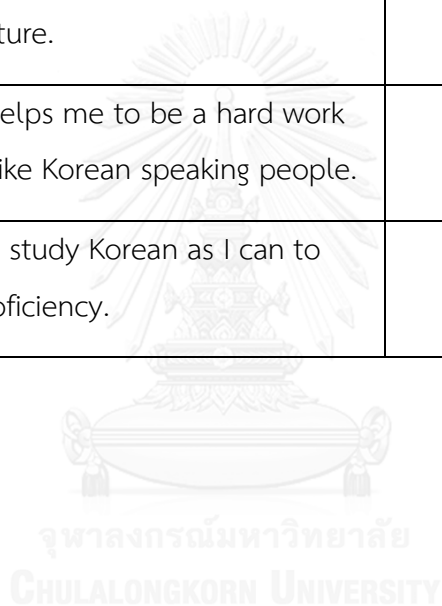 ture.
elps me to be a hard work
ike Korean speaking people.
study Korean as I can to
oficiency.
จุฬาลงกรณ์มหาวิทยาลัย
CHULALONGKORN UNIVERSITY